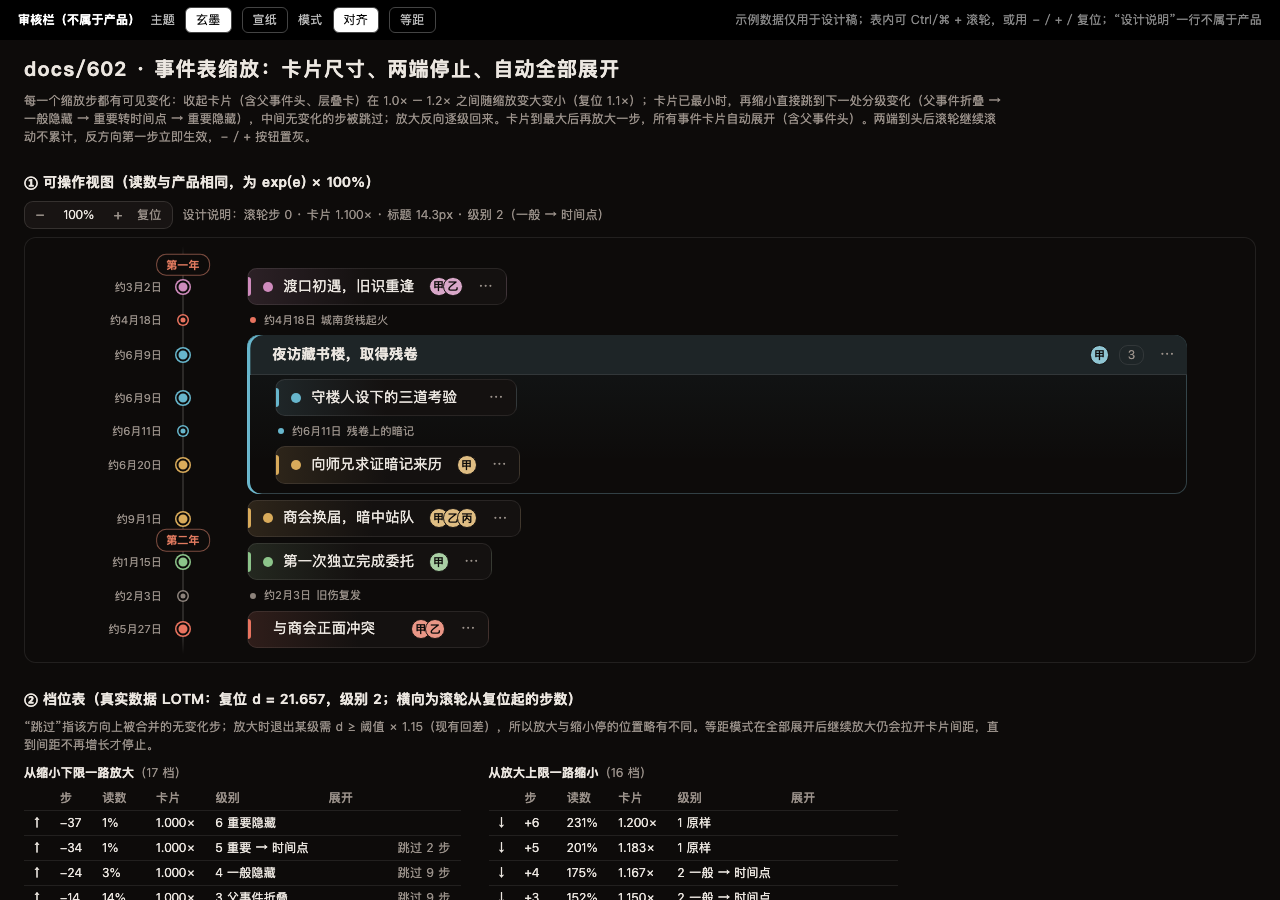 审核栏（不属于产品） 主题 玄墨 宣纸 模式 对齐 等距 示例数据仅用于设计稿；表内可 Ctrl/⌘ + 滚轮，或用 − / + / 复位；“设计说明”一行不属于产品
docs/602 · 事件表缩放：卡片尺寸、两端停止、自动全部展开
每一个缩放步都有可见变化：收起卡片（含父事件头、层叠卡）在 1.0× — 1.2× 之间随缩放变大变小（复位 1.1×）；卡片已最小时，再缩小直接跳到下一处分级变化（父事件折叠 →
一般隐藏 → 重要转时间点 → 重要隐藏），中间无变化的步被跳过；放大反向逐级回来。卡片到最大后再放大一步，所有事件卡片自动展开（含父事件头）。两端到头后滚轮继续滚
动不累计，反方向第一步立即生效，− / + 按钮置灰。
① 可操作视图（读数与产品相同，为 exp(e) × 100%）
− 100% + 复位 设计说明：滚轮步 0 · 卡片 1.100× · 标题 14.3px · 级别 2（一般 → 时间点）
第一年
约3月2日 渡口初遇，旧识重逢 甲 乙 ···
约4月18日 约4月18日 城南货栈起火
约6月9日 夜访藏书楼，取得残卷 甲 3 ···
约6月9日 守楼人设下的三道考验 ···
约6月11日 约6月11日 残卷上的暗记
约6月20日 向师兄求证暗记来历 甲 ···
约9月1日 商会换届，暗中站队 甲 乙 丙 ···
第二年
约1月15日 第一次独立完成委托 甲 ···
约2月3日 约2月3日 旧伤复发
约5月27日 与商会正面冲突 甲 乙 ···
② 档位表（真实数据 LOTM：复位 d = 21.657，级别 2；横向为滚轮从复位起的步数）
“跳过”指该方向上被合并的无变化步；放大时退出某级需 d ≥ 阈值 × 1.15（现有回差），所以放大与缩小停的位置略有不同。等距模式在全部展开后继续放大仍会拉开卡片间距，直
到间距不再增长才停止。
从缩小下限一路放大（17 档）
步 读数 卡片 级别 展开
↑ −37 1% 1.000× 6 重要隐藏
↑ −34 1% 1.000× 5 重要 → 时间点 跳过 2 步
↑ −24 3% 1.000× 4 一般隐藏 跳过 9 步
↑ −14 14% 1.000× 3 父事件折叠 跳过 9 步
从放大上限一路缩小（16 档）
步 读数 卡片 级别 展开
↓ +6 231% 1.200× 1 原样
↓ +5 201% 1.183× 1 原样
↓ +4 175% 1.167× 2 一般 → 时间点
↓ +3 152% 1.150× 2 一般 → 时间点